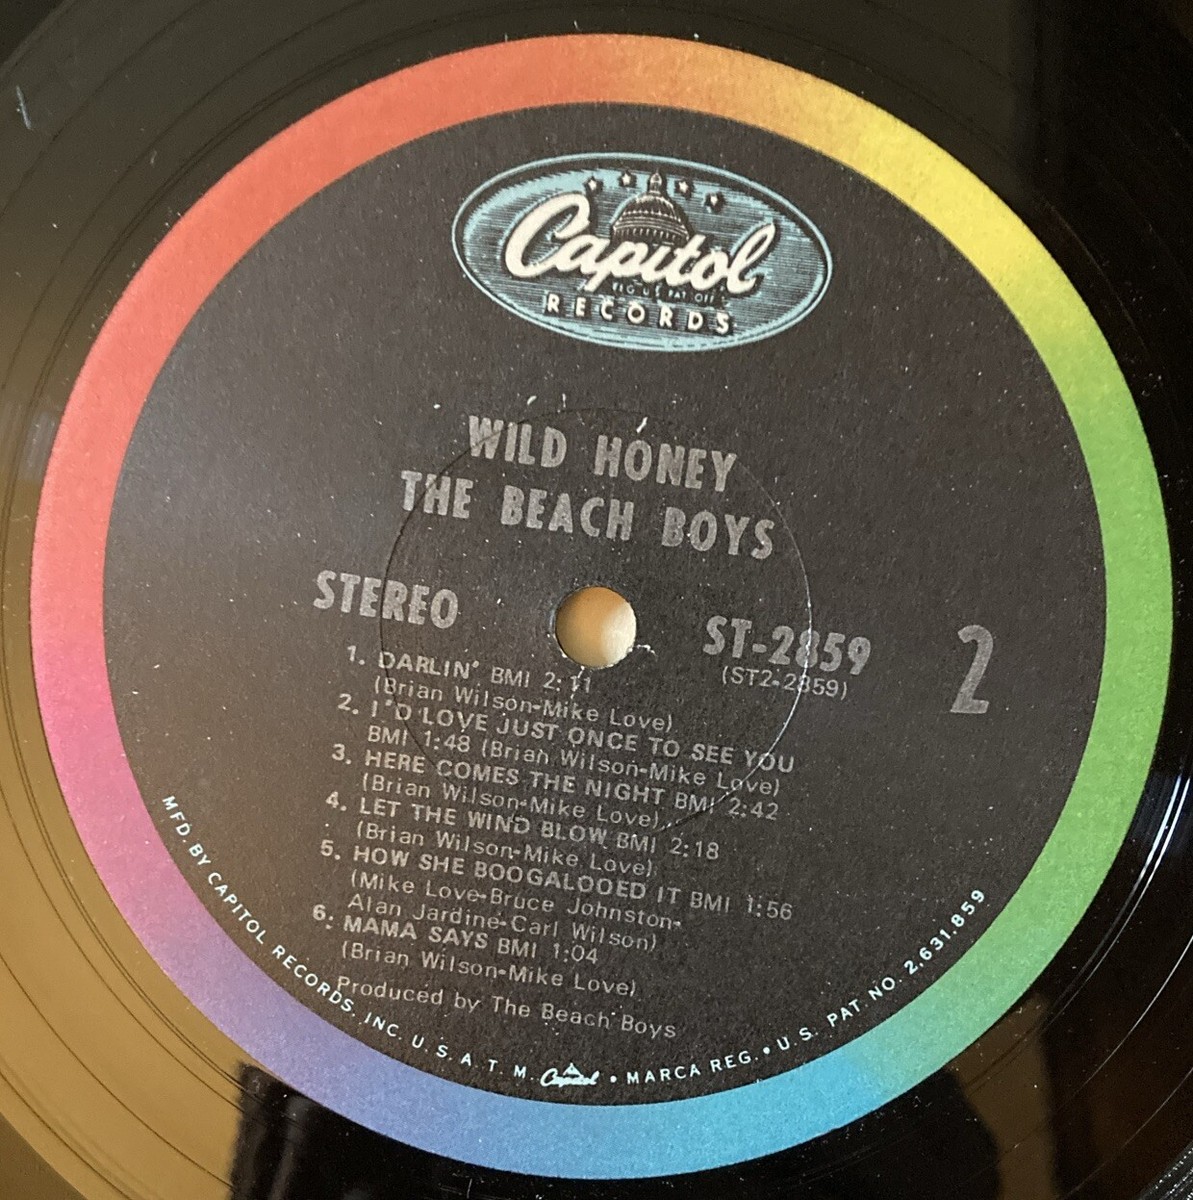 Capitol
REG. U.S. PAT. OFF.
RECORDS
WILD HONEY
THE BEACH BOYS
STEREO
ST-2859
(ST2-2859)
2
1. DARLIN' BMI 2:11
(Brian Wilson-Mike Love)
2. I'D LOVE JUST ONCE TO SEE YOU
BMI 1:48 (Brian Wilson-Mike Love)
3. HERE COMES THE NIGHT BMI 2:42
(Brian Wilson-Mike Love)
4. LET THE WIND BLOW BMI 2:18
(Brian Wilson-Mike Love)
5. HOW SHE BOOGALOOED IT BMI 1:56
(Mike Love-Bruce Johnston-
Alan Jardine-Carl Wilson)
6. MAMA SAYS BMI 1:04
(Brian Wilson-Mike Love)
Produced by The Beach Boys
MFD. BY CAPITOL RECORDS, INC. U.S.A. T.M. Capitol • MARCA REG. • U.S. PAT. NO. 2,631,859